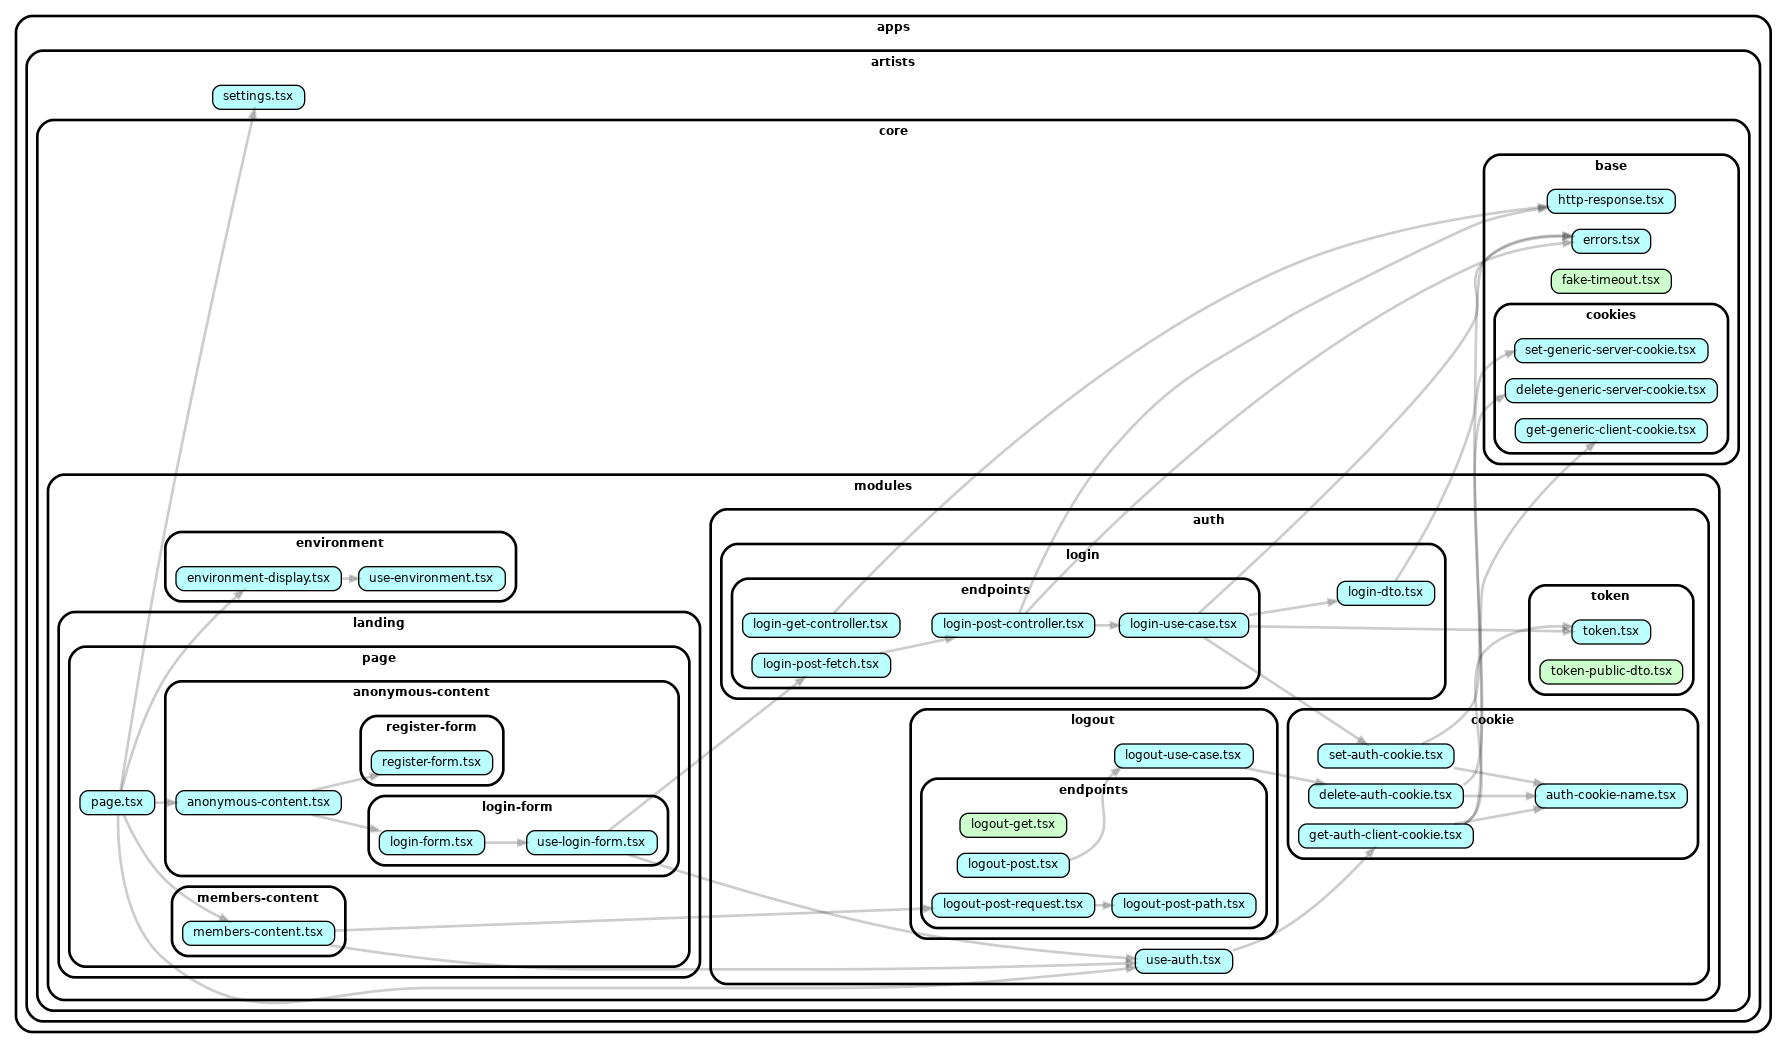 apps
artists
settings.tsx
core
base
http-response.tsx
errors.tsx
fake-timeout.tsx
cookies
set-generic-server-cookie.tsx
delete-generic-server-cookie.tsx
get-generic-client-cookie.tsx
modules
environment
environment-display.tsx
use-environment.tsx
landing
page
anonymous-content
register-form
register-form.tsx
page.tsx
anonymous-content.tsx
login-form
login-form.tsx
use-login-form.tsx
members-content
members-content.tsx
auth
login
endpoints
login-dto.tsx
login-get-controller.tsx
login-post-controller.tsx
login-use-case.tsx
login-post-fetch.tsx
token
token.tsx
token-public-dto.tsx
logout
logout-use-case.tsx
endpoints
logout-get.tsx
logout-post.tsx
logout-post-request.tsx
logout-post-path.tsx
cookie
set-auth-cookie.tsx
delete-auth-cookie.tsx
auth-cookie-name.tsx
get-auth-client-cookie.tsx
use-auth.tsx